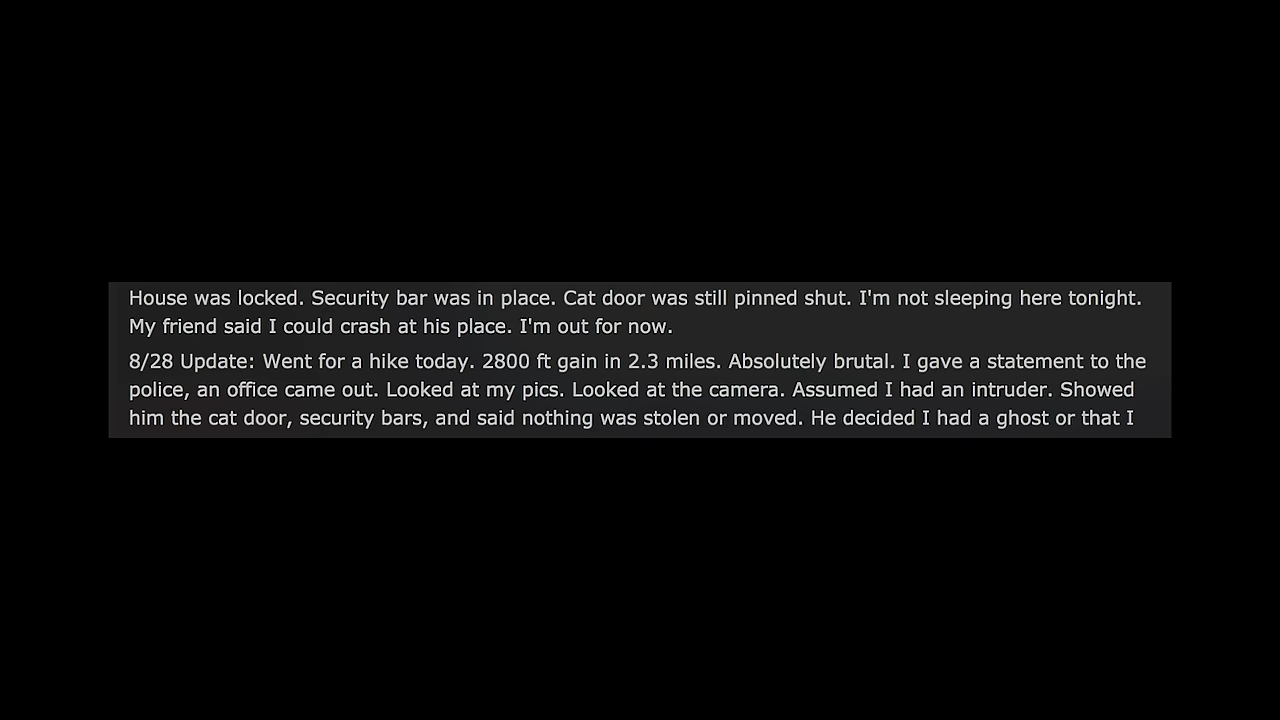 House was locked. Security bar was in place. Cat door was still pinned shut. I'm not sleeping here tonight.
My friend said I could crash at his place. I'm out for now.
8/28 Update: Went for a hike today. 2800 ft gain in 2.3 miles. Absolutely brutal. I gave a statement to the
police, an office came out. Looked at my pics. Looked at the camera. Assumed I had an intruder. Showed
him the cat door, security bars, and said nothing was stolen or moved. He decided I had a ghost or that I